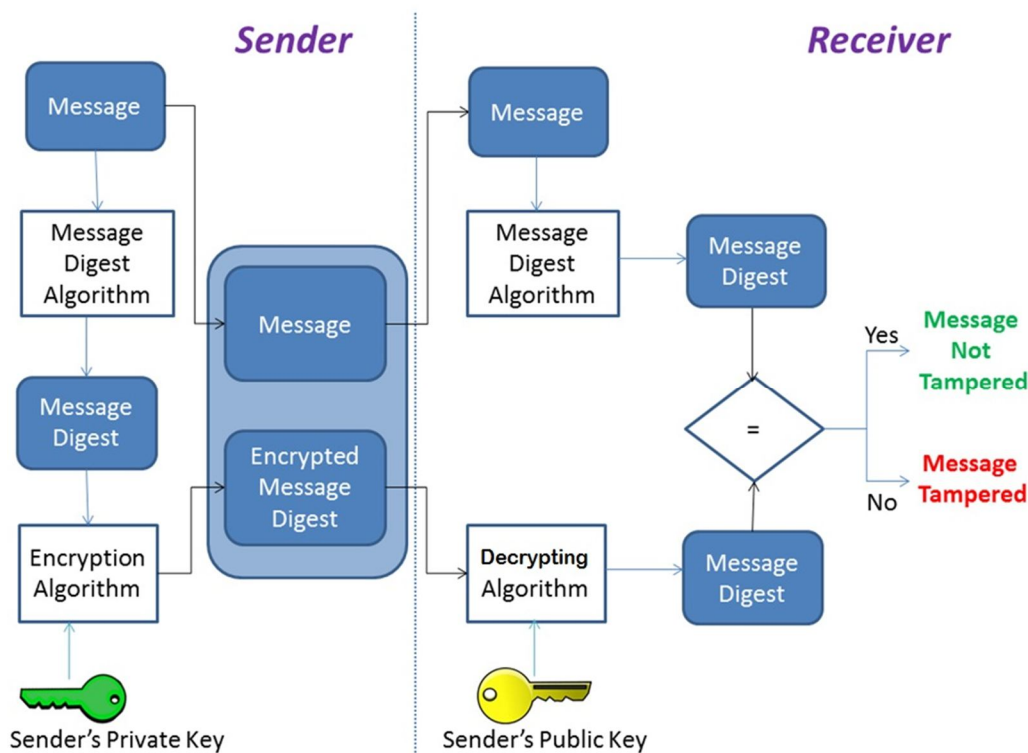 Sender
Receiver
Message
Message
Message
Digest
Algorithm
Message
Digest
Algorithm
Message
Digest
Message
Message
Digest
Encrypted
Message
Digest
Encryption
Algorithm
Decrypting
Algorithm
Message
Digest
=
Yes
No
Message
Not
Tampered
Message
Tampered
Sender's Private Key
Sender's Public Key